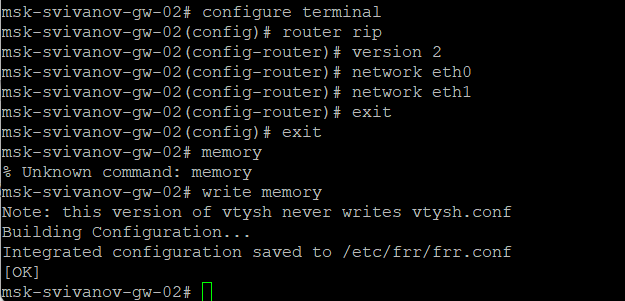 msk-svivanov-gw-02# configure terminal
msk-svivanov-gw-02(config)# router rip
msk-svivanov-gw-02(config-router)# version 2
msk-svivanov-gw-02(config-router)# network eth0
msk-svivanov-gw-02(config-router)# network eth1
msk-svivanov-gw-02(config-router)# exit
msk-svivanov-gw-02(config)# exit
msk-svivanov-gw-02# memory
% Unknown command: memory
msk-svivanov-gw-02# write memory
Note: this version of vtysh never writes vtysh.conf
Building Configuration...
Integrated configuration saved to /etc/frr/frr.conf
[OK]
msk-svivanov-gw-02#